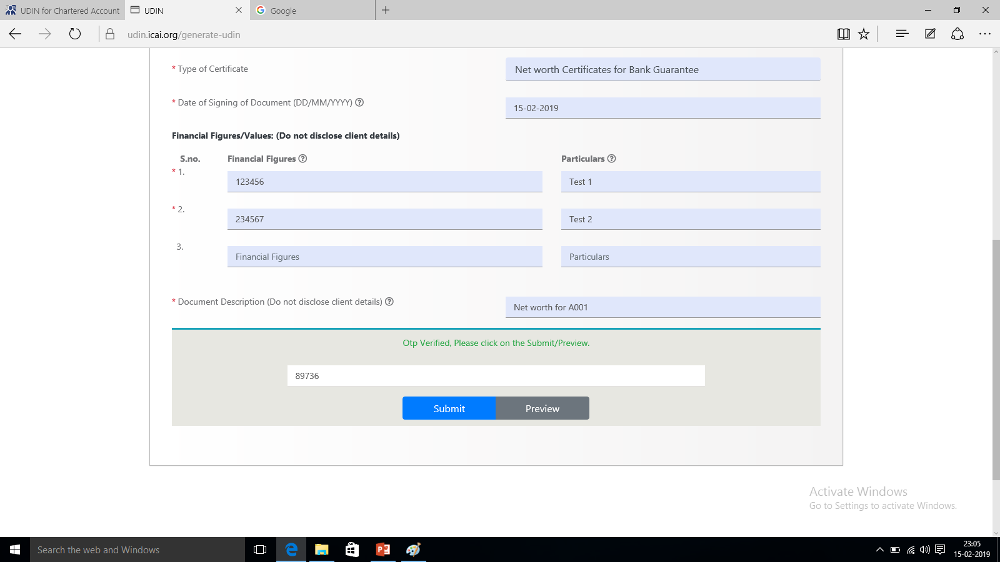 UDIN for Chartered Account
UDIN
Google
udin.icai.org/generate-udin
* Type of Certificate
Net worth Certificates for Bank Guarantee
* Date of Signing of Document (DD/MM/YYYY)
15-02-2019
Financial Figures/Values: (Do not disclose client details)
S.no. Financial Figures Particulars
* 1. 123456 Test 1
* 2. 234567 Test 2
3. Financial Figures Particulars
* Document Description (Do not disclose client details)
Net worth for A001
Otp Verified, Please click on the Submit/Preview.
89736
Submit Preview
Activate Windows
Go to Settings to activate Windows.
Search the web and Windows
23:05
15-02-2019